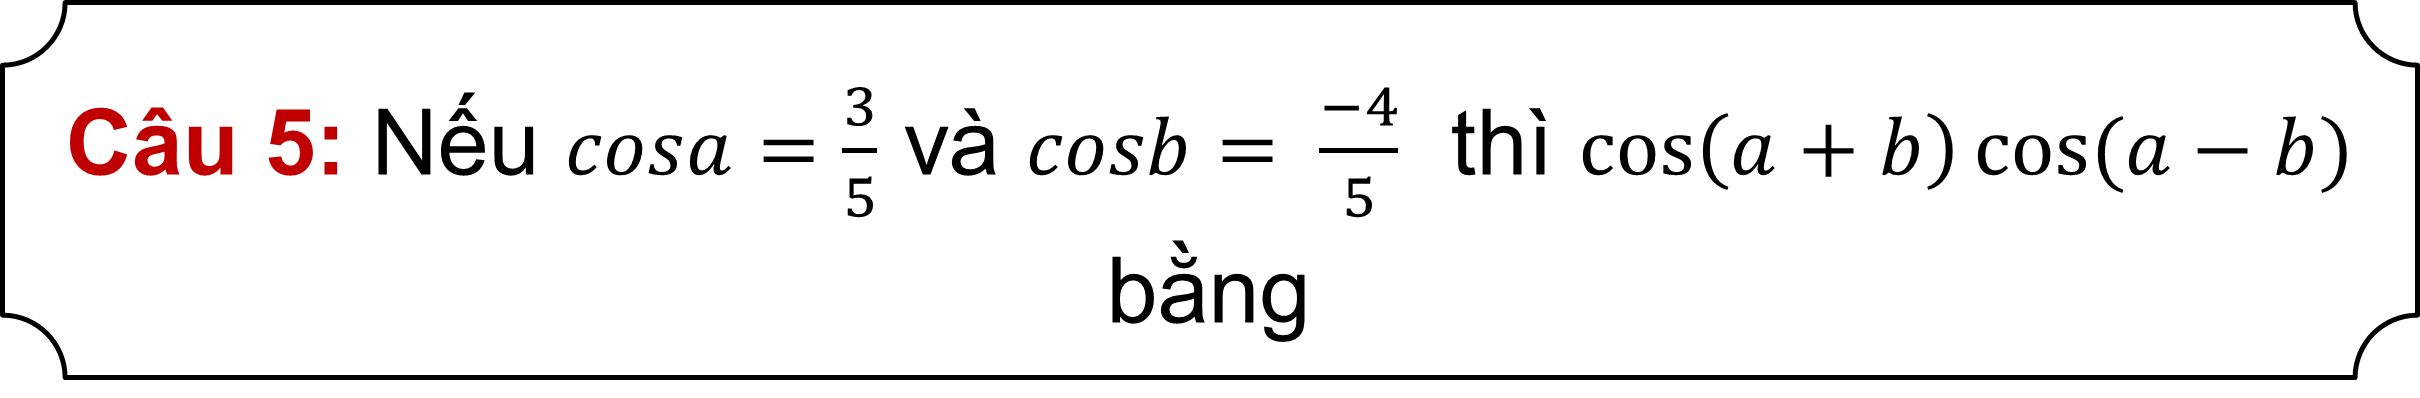 Câu 5: Nếu cosa = 3/5 và cosb = −4/5 thì cos(a + b) cos(a − b)
bằng